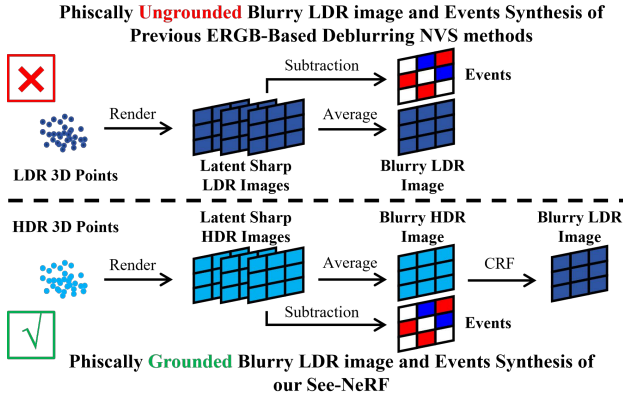 Phiscally Ungrounded Blurry LDR image and Events Synthesis of
Previous ERGB-Based Deblurring NVS methods
Subtraction
Events
Render
Average
LDR 3D Points
Latent Sharp
LDR Images
Blurry LDR
Image
HDR 3D Points
Latent Sharp
HDR Images
Blurry HDR
Image
Blurry LDR
Image
Render
Average
CRF
Subtraction
Events
√
Phiscally Grounded Blurry LDR image and Events Synthesis of
our See-NeRF